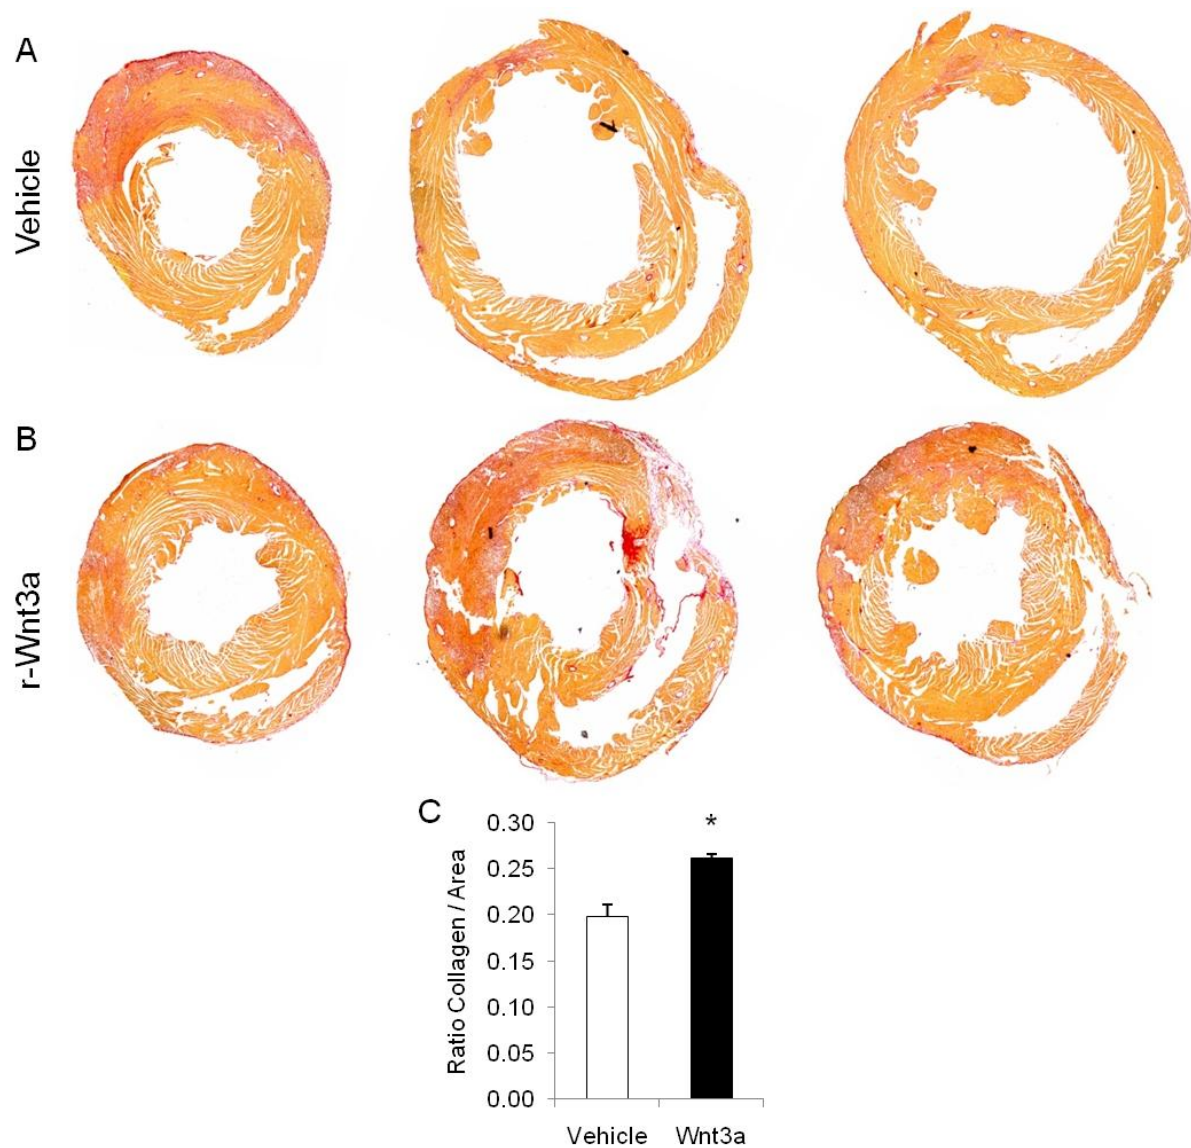 A
Vehicle
B
r-Wnt3a
C
Ratio Collagen / Area
0.30
0.25
0.20
0.15
0.10
0.05
0.00
*
Vehicle Wnt3a